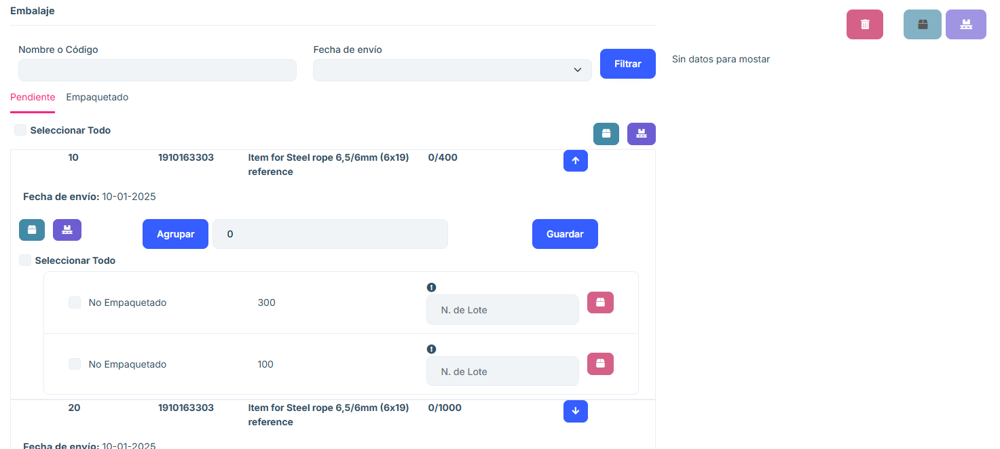 Embalaje
Nombre o Código
Fecha de envío
Filtrar
Sin datos para mostar
Pendiente Empaquetado
Seleccionar Todo
10 1910163303 Item for Steel rope 6,5/6mm (6x19) 0/400
reference
Fecha de envío: 10-01-2025
Agrupar 0 Guardar
Seleccionar Todo
No Empaquetado 300 N. de Lote
No Empaquetado 100 N. de Lote
20 1910163303 Item for Steel rope 6,5/6mm (6x19) 0/1000
reference
Fecha de envío: 10-01-2025